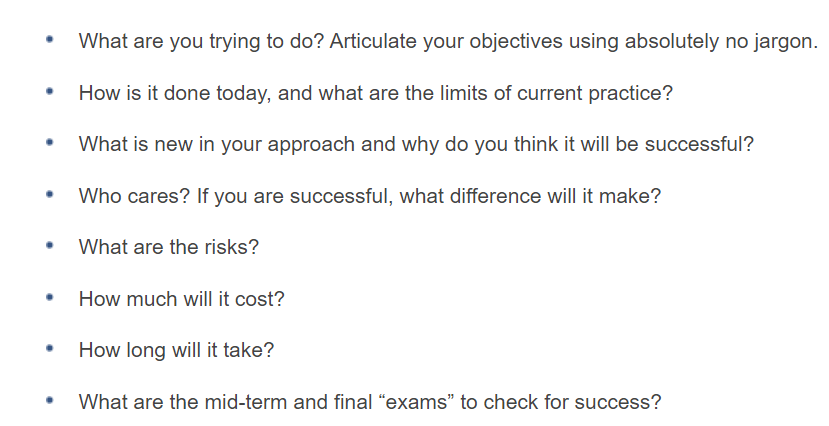 What are you trying to do? Articulate your objectives using absolutely no jargon.
How is it done today, and what are the limits of current practice?
What is new in your approach and why do you think it will be successful?
Who cares? If you are successful, what difference will it make?
What are the risks?
How much will it cost?
How long will it take?
What are the mid-term and final “exams” to check for success?